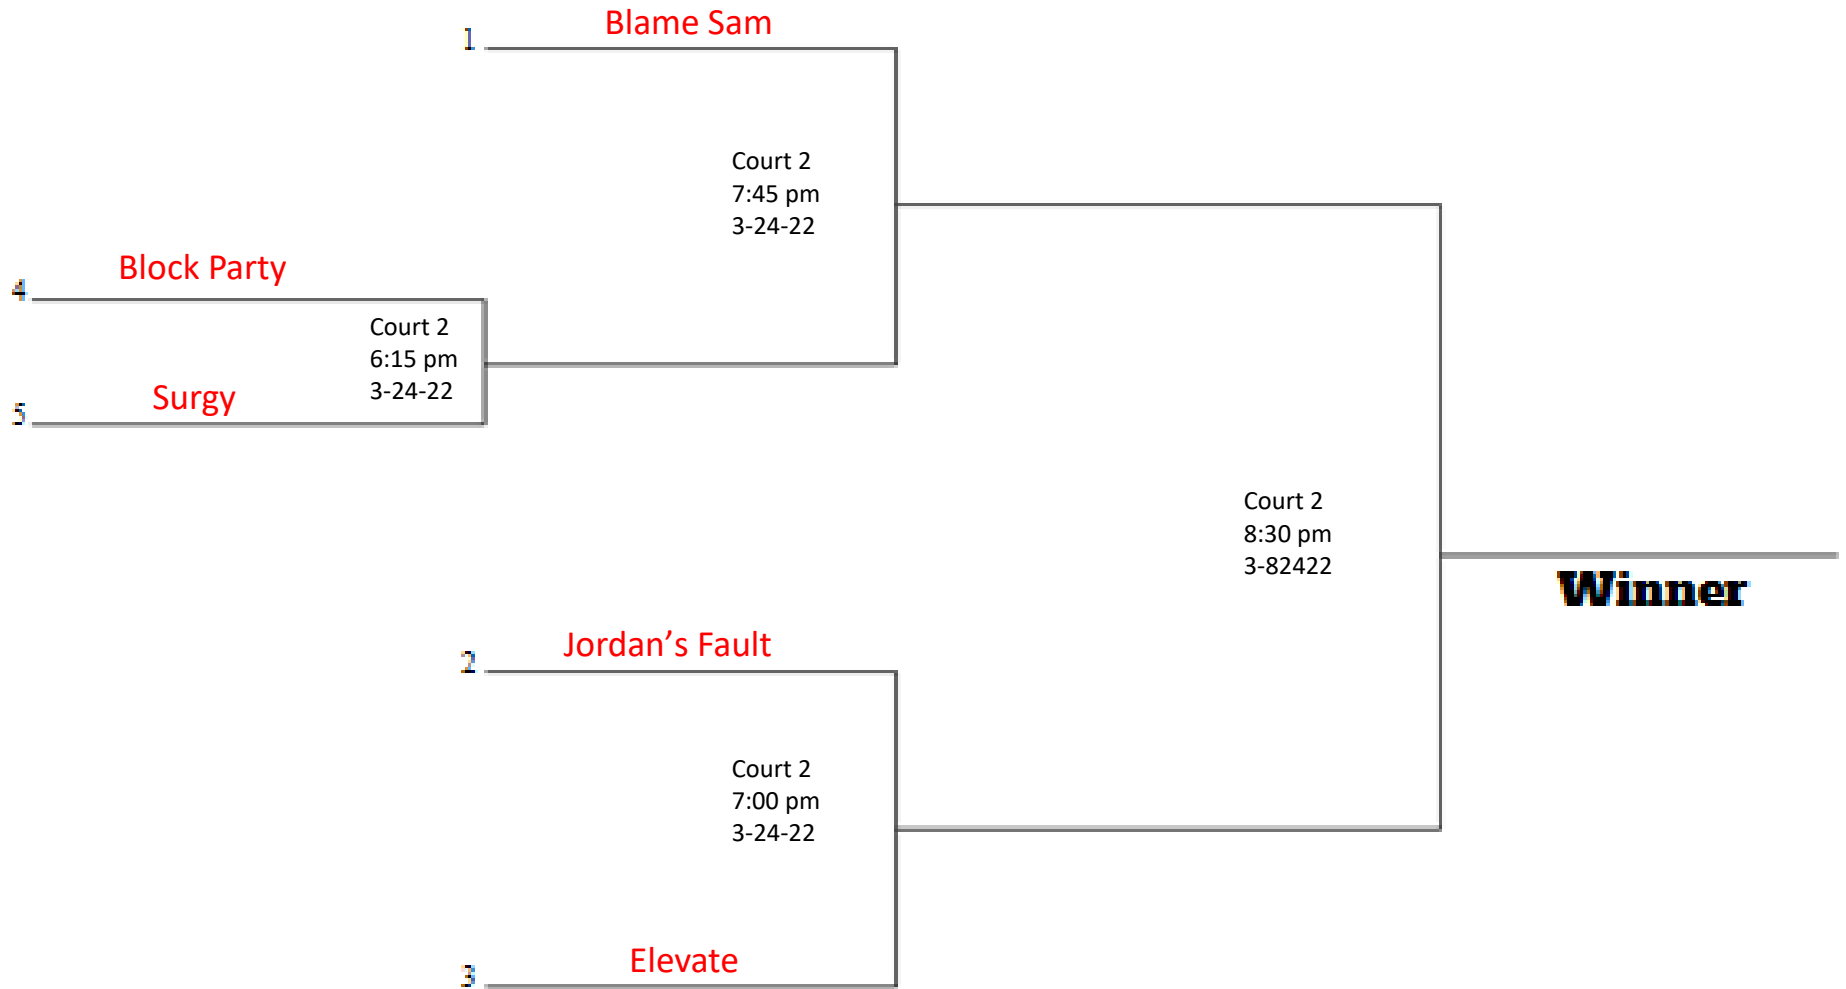 Blame Sam
1
Court 2
7:45 pm
3-24-22
Block Party
4
Court 2
6:15 pm
3-24-22
Surgy
5
Court 2
8:30 pm
3-82422
Winner
Jordan’s Fault
2
Court 2
7:00 pm
3-24-22
Elevate
3